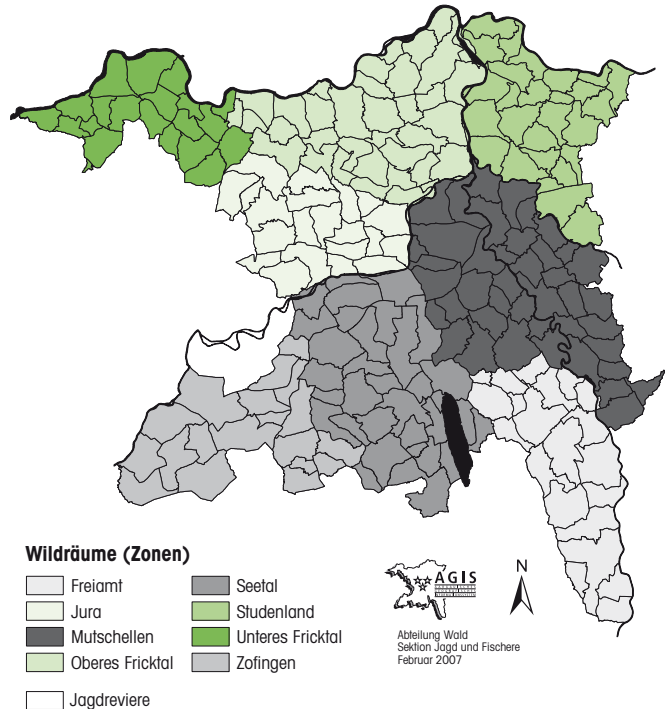 Wildräume (Zonen)
Freiamt
Jura
Mutschellen
Oberes Fricktal
Jagdreviere
Seetal
Studenland
Unteres Fricktal
Zofingen
AGIS
Abteilung Wald
Sektion Jagd und Fischere
Februar 2007
N